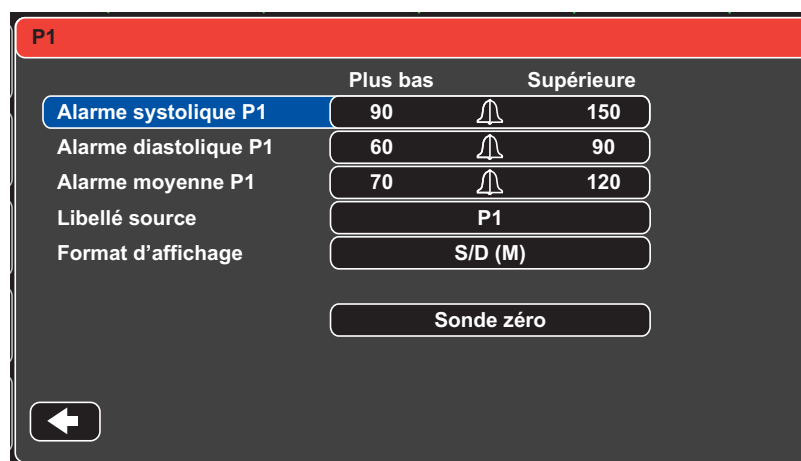 P1
Plus bas Supérieure
Alarme systolique P1 90 150
Alarme diastolique P1 60 90
Alarme moyenne P1 70 120
Libellé source P1
Format d’affichage S/D (M)
Sonde zéro